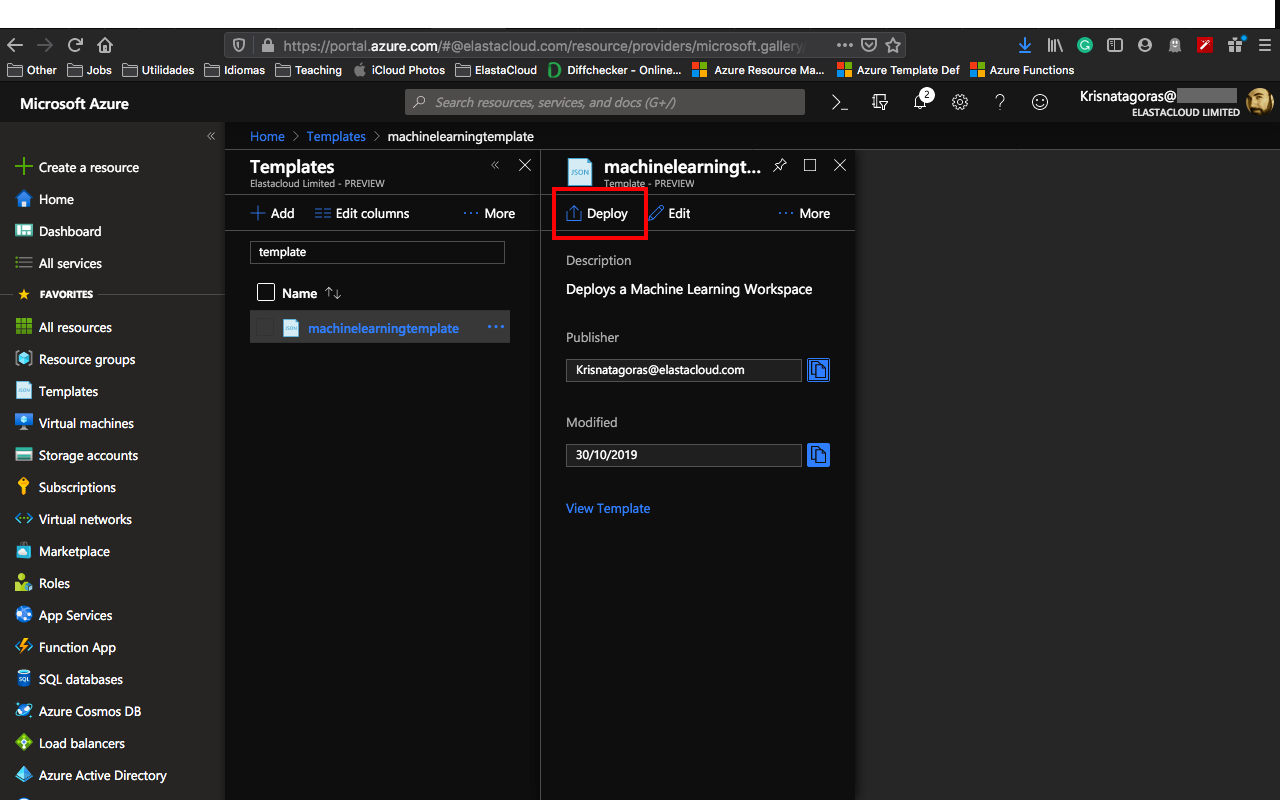 https://portal.azure.com/#@elastacloud.com/resource/providers/microsoft.gallery/
Other Jobs Utilidades Idiomas Teaching iCloud Photos ElastaCloud Diffchecker - Online... Azure Resource Ma... Azure Template Def Azure Functions
Microsoft Azure
Search resources, services, and docs (G+/)
2
Krisnatagoras@
ELASTACLOUD LIMITED
Create a resource
Home
Dashboard
All services
FAVORITES
All resources
Resource groups
Templates
Virtual machines
Storage accounts
Subscriptions
Virtual networks
Marketplace
Roles
App Services
Function App
SQL databases
Azure Cosmos DB
Load balancers
Azure Active Directory
Home > Templates > machinelearningtemplate
Templates
Elastacloud Limited - PREVIEW
Add Edit columns ··· More
template
Name
JSON machinelearningtemplate ···
JSON
machinelearningt...
Template - PREVIEW
Deploy Edit ··· More
Description
Deploys a Machine Learning Workspace
Publisher
Krisnatagoras@elastacloud.com
Modified
30/10/2019
View Template